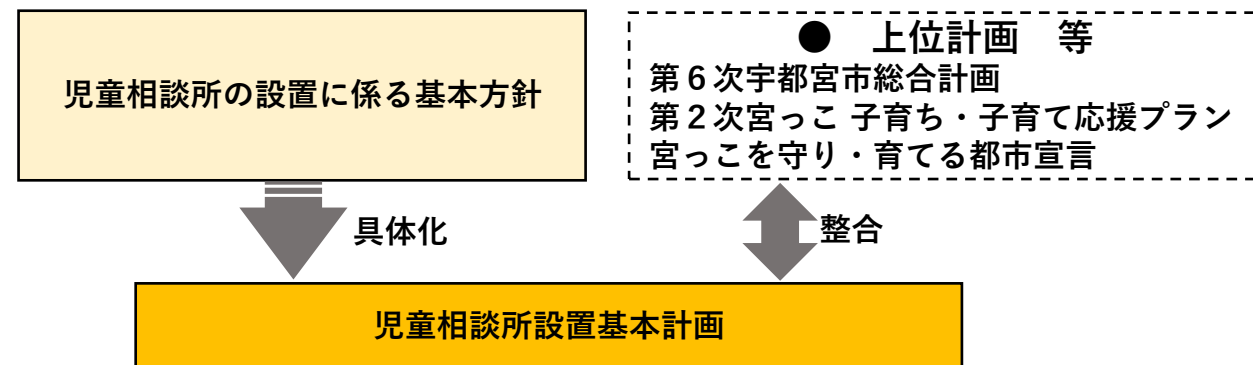 児童相談所の設置に係る基本方針
●　上位計画　等
第６次宇都宮市総合計画
第２次宮っこ 子育ち・子育て応援プラン
宮っこを守り・育てる都市宣言
具体化
整合
児童相談所設置基本計画